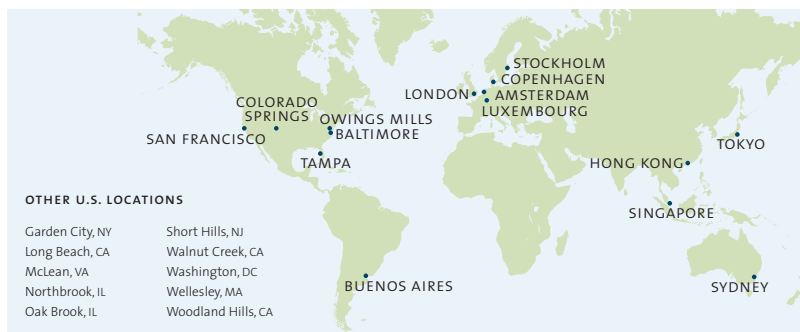 STOCKHOLM
COPENHAGEN
LONDON
AMSTERDAM
LUXEMBOURG
COLORADO
SPRINGS
OWINGS MILLS
BALTIMORE
SAN FRANCISCO
TAMPA
TOKYO
HONG KONG
SINGAPORE
BUENOS AIRES
SYDNEY
OTHER U.S. LOCATIONS
Garden City, NY
Long Beach, CA
McLean, VA
Northbrook, IL
Oak Brook, IL
Short Hills, NJ
Walnut Creek, CA
Washington, DC
Wellesley, MA
Woodland Hills, CA